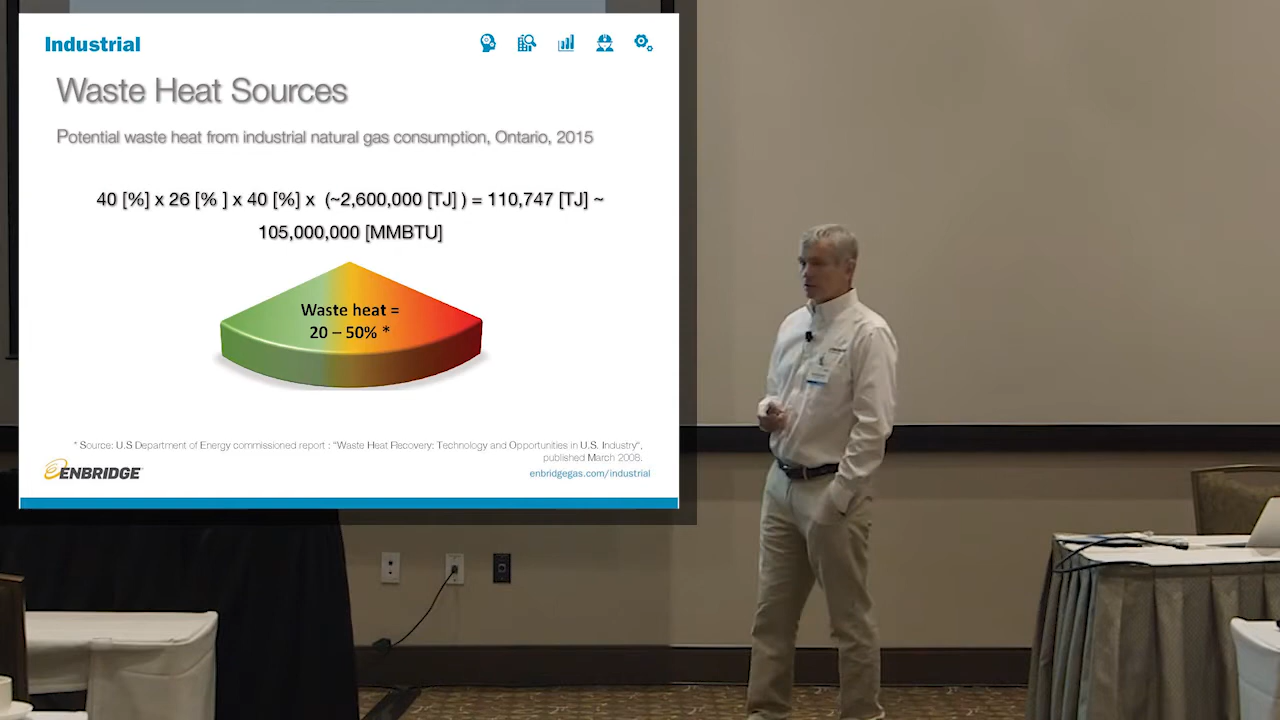 Industrial
Waste Heat Sources
Potential waste heat from industrial natural gas consumption, Ontario, 2015
40 [%] x 26 [% ] x 40 [%] x (~2,600,000 [TJ] ) = 110,747 [TJ] ~
105,000,000 [MMBTU]
Waste heat =
20 – 50% *
* Source: U.S Department of Energy commissioned report : "Waste Heat Recovery: Technology and Opportunities in U.S. Industry",
published March 2008.
ENBRIDGE
enbridgegas.com/industrial